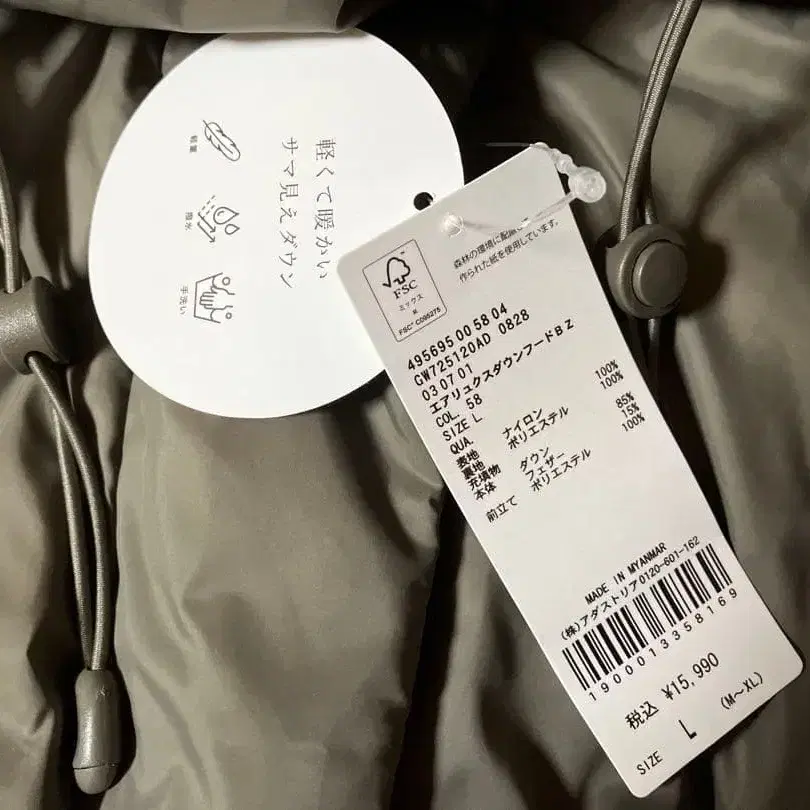 軽くて暖かい
サマ見えダウン
軽量
撥水
手洗い
FSC
ミックス
紙
FSC® C095275
森林の環境に配慮
作られた紙を使用しています。
495695 00 58 04
GW725120AD 0828
03 07 01
エアリュクスダウンフードＢＺ
COL. 58
SIZE L
QUA.
表地 ナイロン 100%
裏地 ポリエステル 100%
充填物
本体 ダウン 85%
フェザー 15%
前立て ポリエステル 100%
MADE IN MYANMAR
(株)アダストリア0120-601-162
1900013358169
税込 ¥15,990
SIZE L (M～XL)